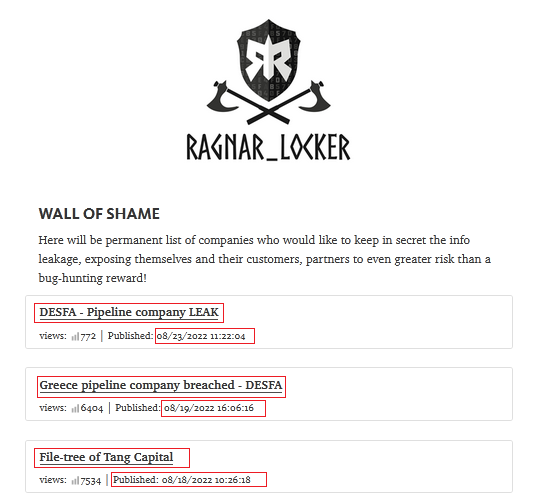 RAGNAR_LOCKER
WALL OF SHAME
Here will be permanent list of companies who would like to keep in secret the info
leakage, exposing themselves and their customers, partners to even greater risk than a
bug-hunting reward!
DESFA - Pipeline company LEAK
views: 772 | Published: 08/23/2022 11:22:04
Greece pipeline company breached - DESFA
views: 6404 | Published: 08/19/2022 16:06:16
File-tree of Tang Capital
views: 7534 | Published: 08/18/2022 10:26:18